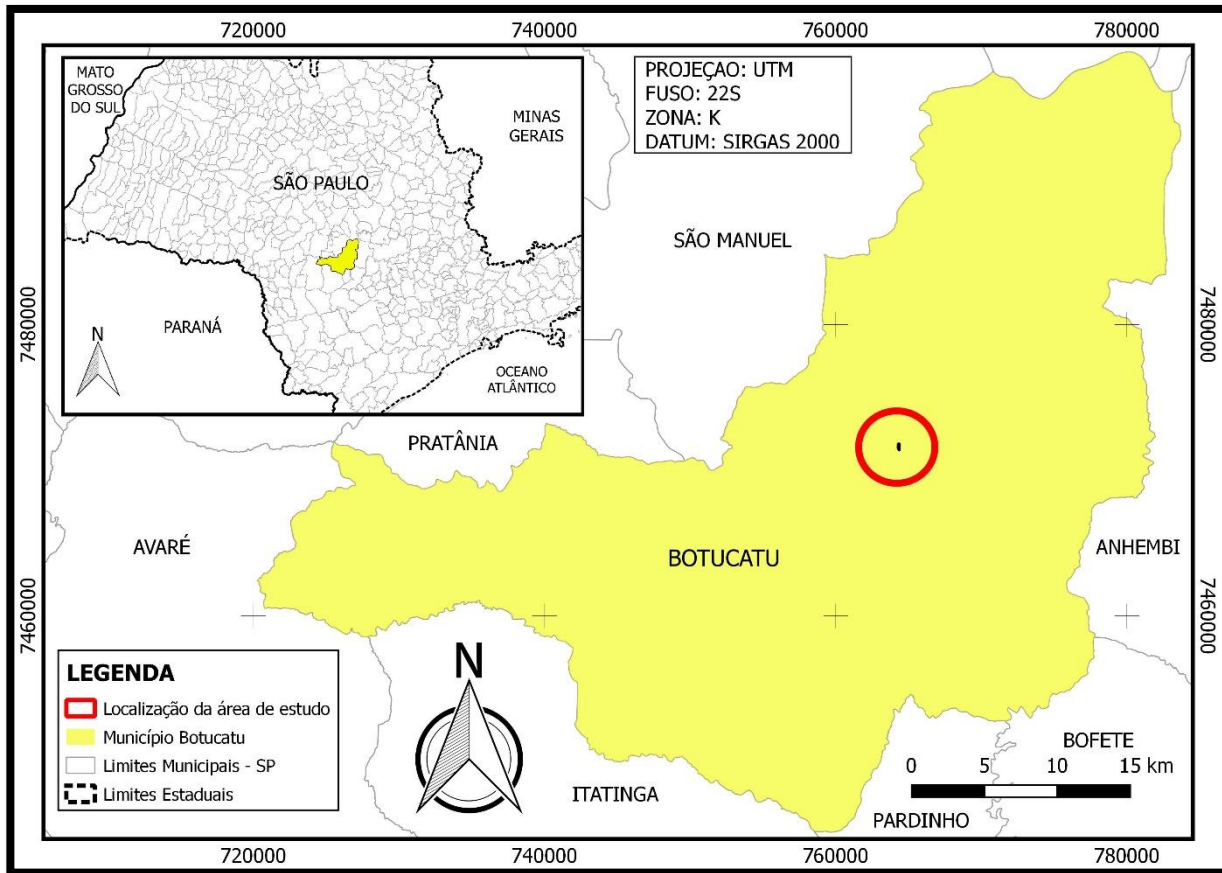 720000
740000
760000
780000
MATO
GROSSO
DO SUL
MINAS
GERAIS
SÃO PAULO
PARANÁ
N
OCEANO
ATLÂNTICO
PROJEÇAO: UTM
FUSO: 22S
ZONA: K
DATUM: SIRGAS 2000
SÃO MANUEL
7480000
7480000
PRATÂNIA
AVARÉ
BOTUCATU
ANHEMBI
7460000
7460000
LEGENDA
Localização da área de estudo
Município Botucatu
Limites Municipais - SP
Limites Estaduais
N
ITATINGA
BOFETE
0 5 10 15 km
PARDINHO
720000
740000
760000
780000